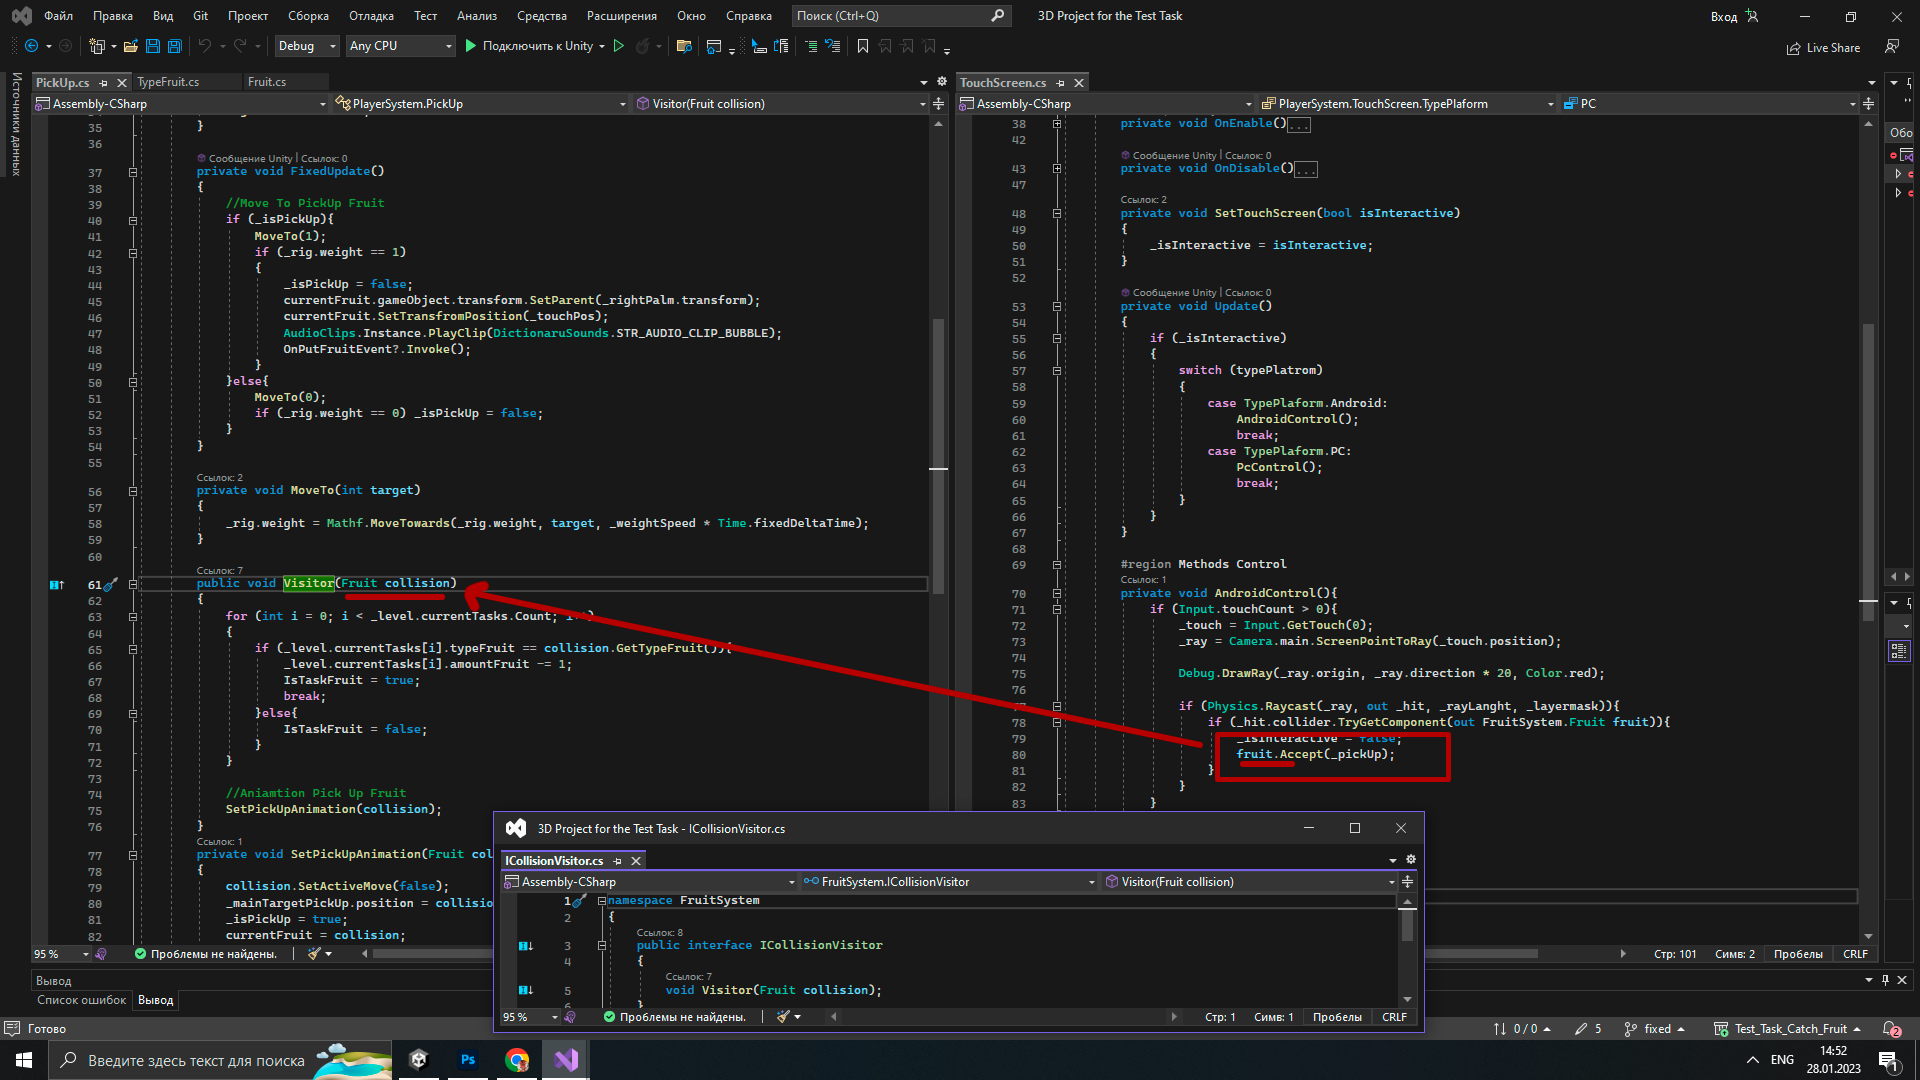 Файл Правка Вид Git Проект Сборка Отладка Тест Анализ Средства Расширения Окно Справка Поиск (Ctrl+Q) 3D Project for the Test Task Вход
Debug Any CPU Подключить к Unity Live Share
Источники данных
PickUp.cs TypeFruit.cs Fruit.cs
Assembly-CSharp PlayerSystem.PickUp Visitor(Fruit collision)
35 }
36
Сообщение Unity | Ссылок: 0
37 private void FixedUpdate()
38 {
39 //Move To PickUp Fruit
40 if (_isPickUp){
41 MoveTo(1);
42 if (_rig.weight == 1)
43 {
44 _isPickUp = false;
45 currentFruit.gameObject.transform.SetParent(_rightPalm.transform);
46 currentFruit.SetTransfromPosition(_touchPos);
47 AudioClips.Instance.PlayClip(DictionaruSounds.STR_AUDIO_CLIP_BUBBLE);
48 OnPutFruitEvent?.Invoke();
49 }
50 }else{
51 MoveTo(0);
52 if (_rig.weight == 0) _isPickUp = false;
53 }
54 }
55
Ссылок: 2
56 private void MoveTo(int target)
57 {
58 _rig.weight = Mathf.MoveTowards(_rig.weight, target, _weightSpeed * Time.fixedDeltaTime);
59 }
60
Ссылок: 7
61 public void Visitor(Fruit collision)
62 {
63 for (int i = 0; i < _level.currentTasks.Count; i++)
64 {
65 if (_level.currentTasks[i].typeFruit == collision.GetTypeFruit()){
66 _level.currentTasks[i].amountFruit -= 1;
67 IsTaskFruit = true;
68 break;
69 }else{
70 IsTaskFruit = false;
71 }
72 }
73
74 //Aniamtion Pick Up Fruit
75 SetPickUpAnimation(collision);
76 }
Ссылок: 1
77 private void SetPickUpAnimation(Fruit col
78 {
79 collision.SetActiveMove(false);
80 _mainTargetPickUp.position = collisio
81 _isPickUp = true;
82 currentFruit = collision;
95 % Проблемы не найдены.
TouchScreen.cs
Assembly-CSharp PlayerSystem.TouchScreen.TypePlaform PC
38 private void OnEnable()...
42
Сообщение Unity | Ссылок: 0
43 private void OnDisable()...
47
Ссылок: 2
48 private void SetTouchScreen(bool isInteractive)
49 {
50 _isInteractive = isInteractive;
51 }
52
Сообщение Unity | Ссылок: 0
53 private void Update()
54 {
55 if (_isInteractive)
56 {
57 switch (typePlatrom)
58 {
59 case TypePlaform.Android:
60 AndroidControl();
61 break;
62 case TypePlaform.PC:
63 PcControl();
64 break;
65 }
66 }
67 }
68
69 #region Methods Control
Ссылок: 1
70 private void AndroidControl(){
71 if (Input.touchCount > 0){
72 _touch = Input.GetTouch(0);
73 _ray = Camera.main.ScreenPointToRay(_touch.position);
74
75 Debug.DrawRay(_ray.origin, _ray.direction * 20, Color.red);
76
77 if (Physics.Raycast(_ray, out _hit, _rayLanght, _layermask)){
78 if (_hit.collider.TryGetComponent(out FruitSystem.Fruit fruit)){
79 _isInteractive = false;
80 fruit.Accept(_pickUp);
81 }
82 }
83 }
Стр: 101 Симв: 2 Пробелы CRLF
Обо
3D Project for the Test Task - ICollisionVisitor.cs
ICollisionVisitor.cs
Assembly-CSharp FruitSystem.ICollisionVisitor Visitor(Fruit collision)
1 namespace FruitSystem
2 {
Ссылок: 8
3 public interface ICollisionVisitor
4 {
Ссылок: 7
5 void Visitor(Fruit collision);
6 }
95 % Проблемы не найдены. Стр: 1 Симв: 1 Пробелы CRLF
Вывод
Список ошибок Вывод
Готово 0 / 0 5 fixed Test_Task_Catch_Fruit 2
Введите здесь текст для поиска Ps ENG 14:52
28.01.2023 1